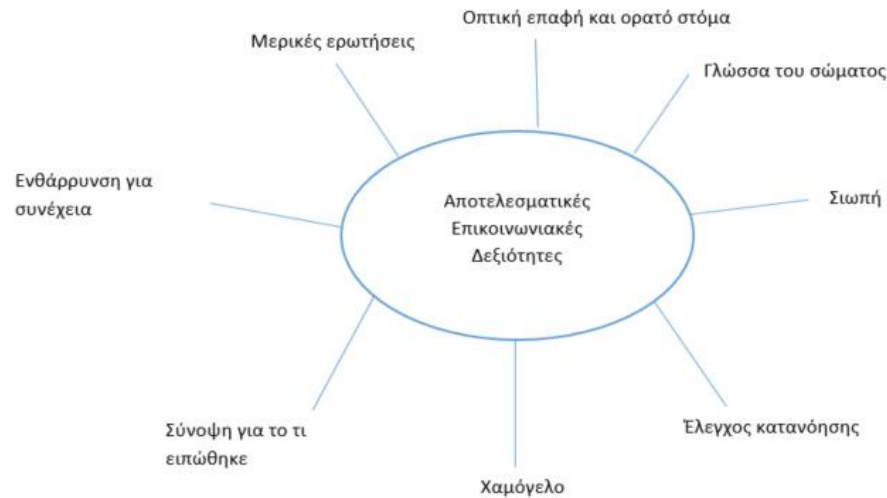 Οπτική επαφή και ορατό στόμα
Μερικές ερωτήσεις
Γλώσσα του σώματος
Ενθάρρυνση για
συνέχεια
Αποτελεσματικές
Επικοινωνιακές
Δεξιότητες
Σιωπή
Σύνοψη για το τι
ειπώθηκε
Έλεγχος κατανόησης
Χαμόγελο